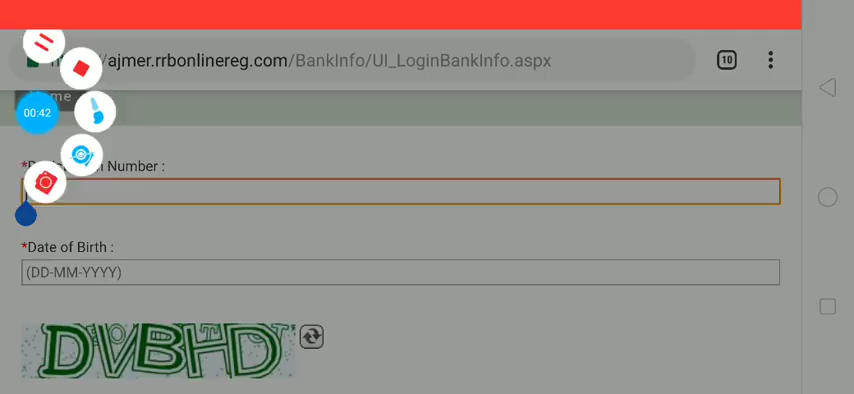 ajmer.rrbonlinereg.com/BankInfo/UI_LoginBankInfo.aspx
10
00:42
Number :
*Date of Birth :
(DD-MM-YYYY)
DVBHD